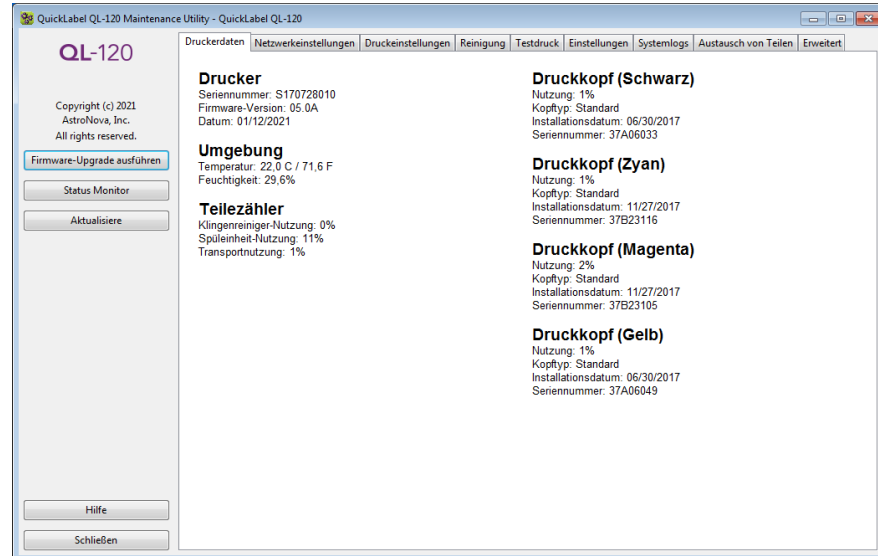 QuickLabel QL-120 Maintenance Utility - QuickLabel QL-120
QL-120
Copyright (c) 2021
AstroNova, Inc.
All rights reserved.
Firmware-Upgrade ausführen
Status Monitor
Aktualisiere
Hilfe
Schließen
Druckerdaten Netzwerkeinstellungen Druckeinstellungen Reinigung Testdruck Einstellungen Systemlogs Austausch von Teilen Erweitert
Drucker
Seriennummer: S170728010
Firmware-Version: 05.0A
Datum: 01/12/2021
Umgebung
Temperatur: 22,0 C / 71,6 F
Feuchtigkeit: 29,6%
Teilezähler
Klingenreiniger-Nutzung: 0%
Spüleinheit-Nutzung: 11%
Transportnutzung: 1%
Druckkopf (Schwarz)
Nutzung: 1%
Kopftyp: Standard
Installationsdatum: 06/30/2017
Seriennummer: 37A06033
Druckkopf (Zyan)
Nutzung: 1%
Kopftyp: Standard
Installationsdatum: 11/27/2017
Seriennummer: 37B23116
Druckkopf (Magenta)
Nutzung: 2%
Kopftyp: Standard
Installationsdatum: 11/27/2017
Seriennummer: 37B23105
Druckkopf (Gelb)
Nutzung: 1%
Kopftyp: Standard
Installationsdatum: 06/30/2017
Seriennummer: 37A06049